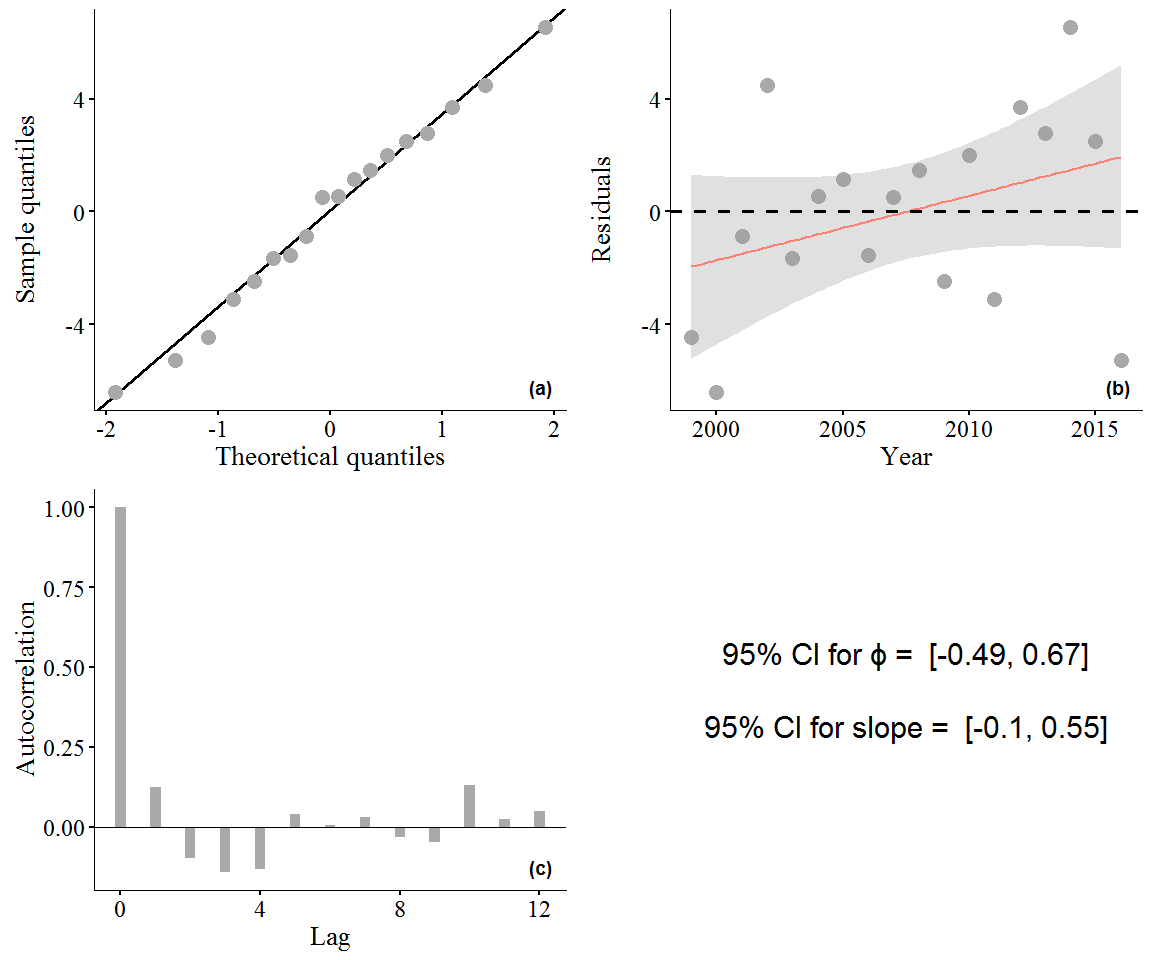 Sample quantiles
4
0
-4
-2
-1
0
1
2
Theoretical quantiles
(a)
Residuals
4
0
-4
2000
2005
2010
2015
Year
(b)
Autocorrelation
1.00
0.75
0.50
0.25
0.00
0
4
8
12
Lag
(c)
95% CI for ϕ = [-0.49, 0.67]
95% CI for slope = [-0.1, 0.55]